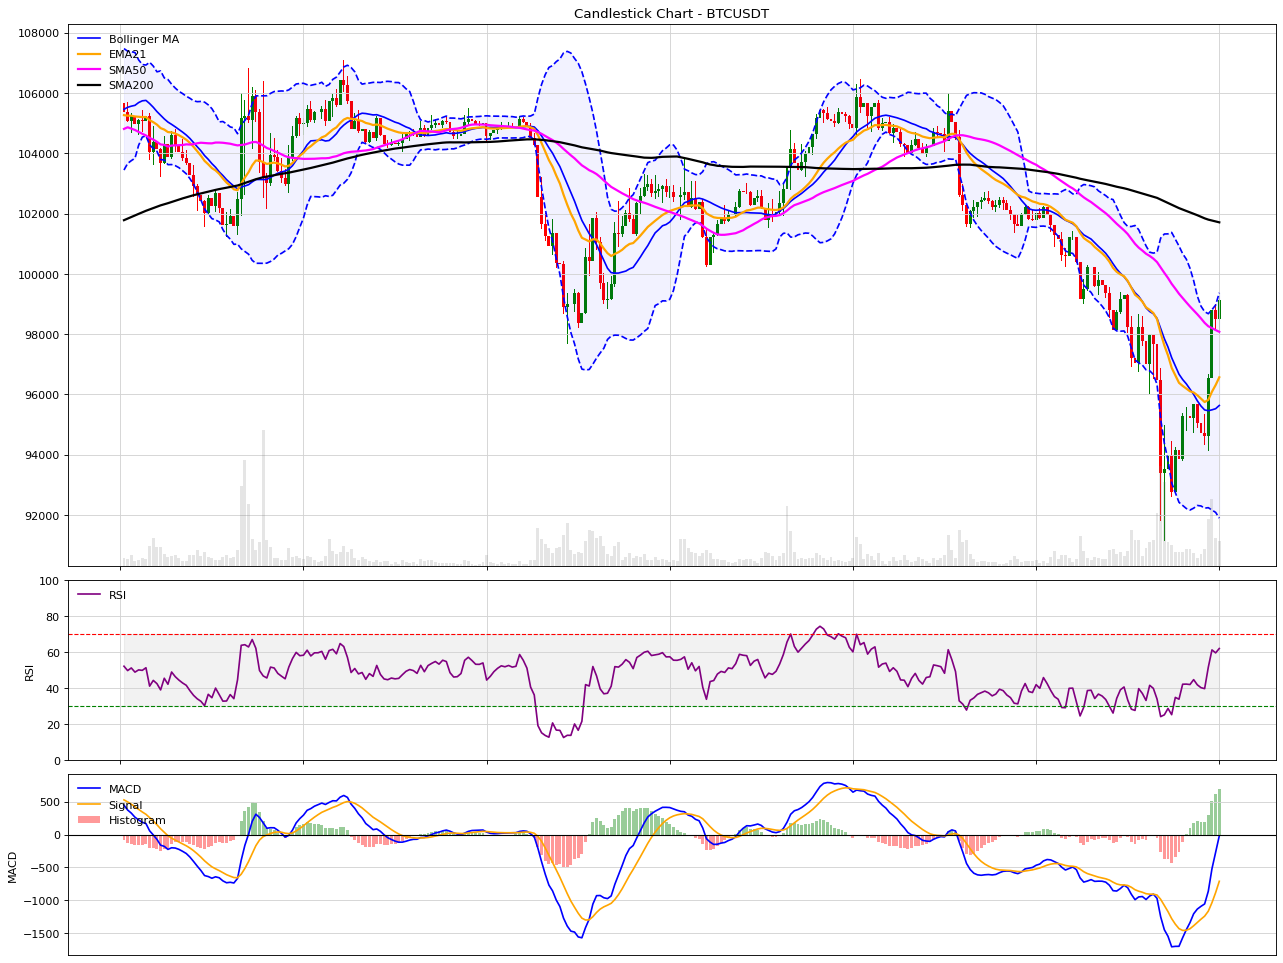 Candlestick Chart - BTCUSDT
108000
106000
104000
102000
100000
98000
96000
94000
92000
Bollinger MA
EMA21
SMA50
SMA200
100
80
60
40
20
0
RSI
RSI
500
0
−500
−1000
−1500
MACD
MACD
Signal
Histogram